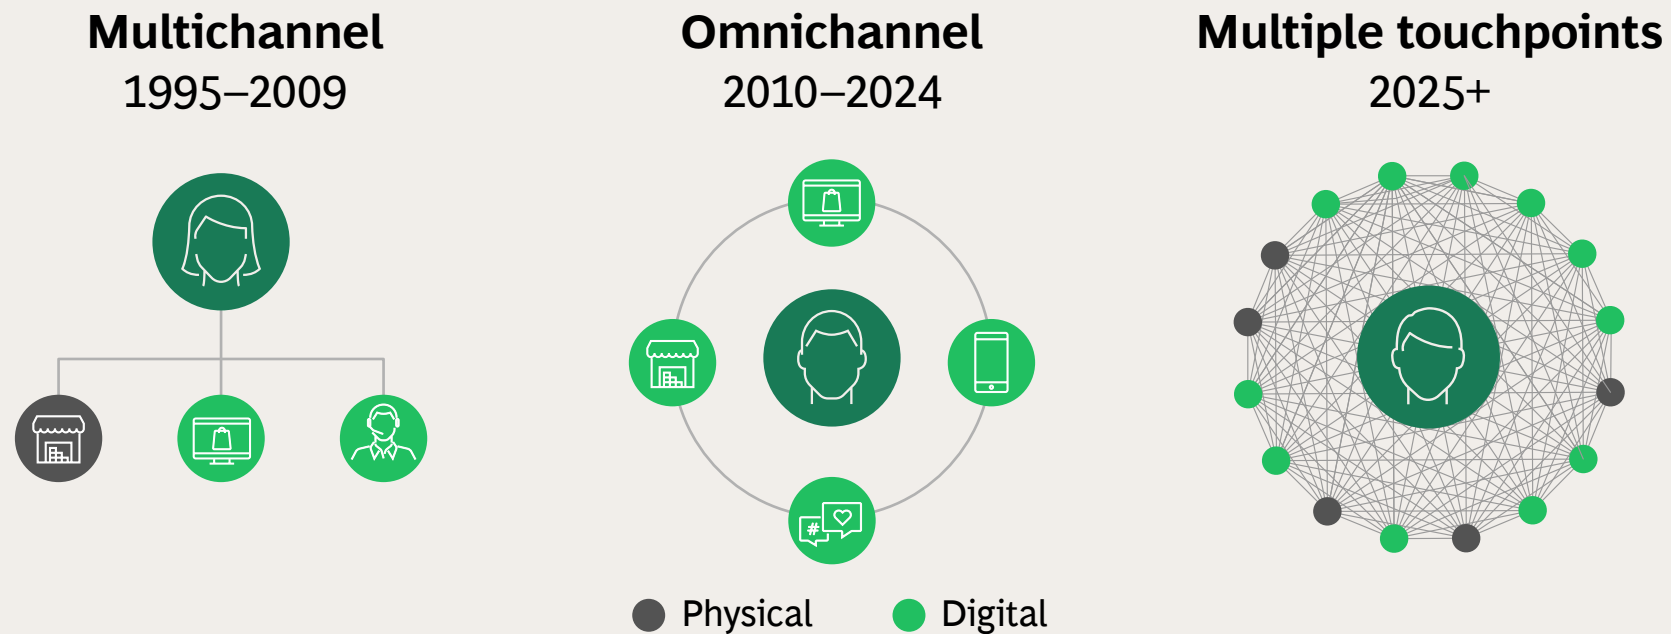 Multichannel
1995–2009
Omnichannel
2010–2024
Multiple touchpoints
2025+
#
Physical
Digital